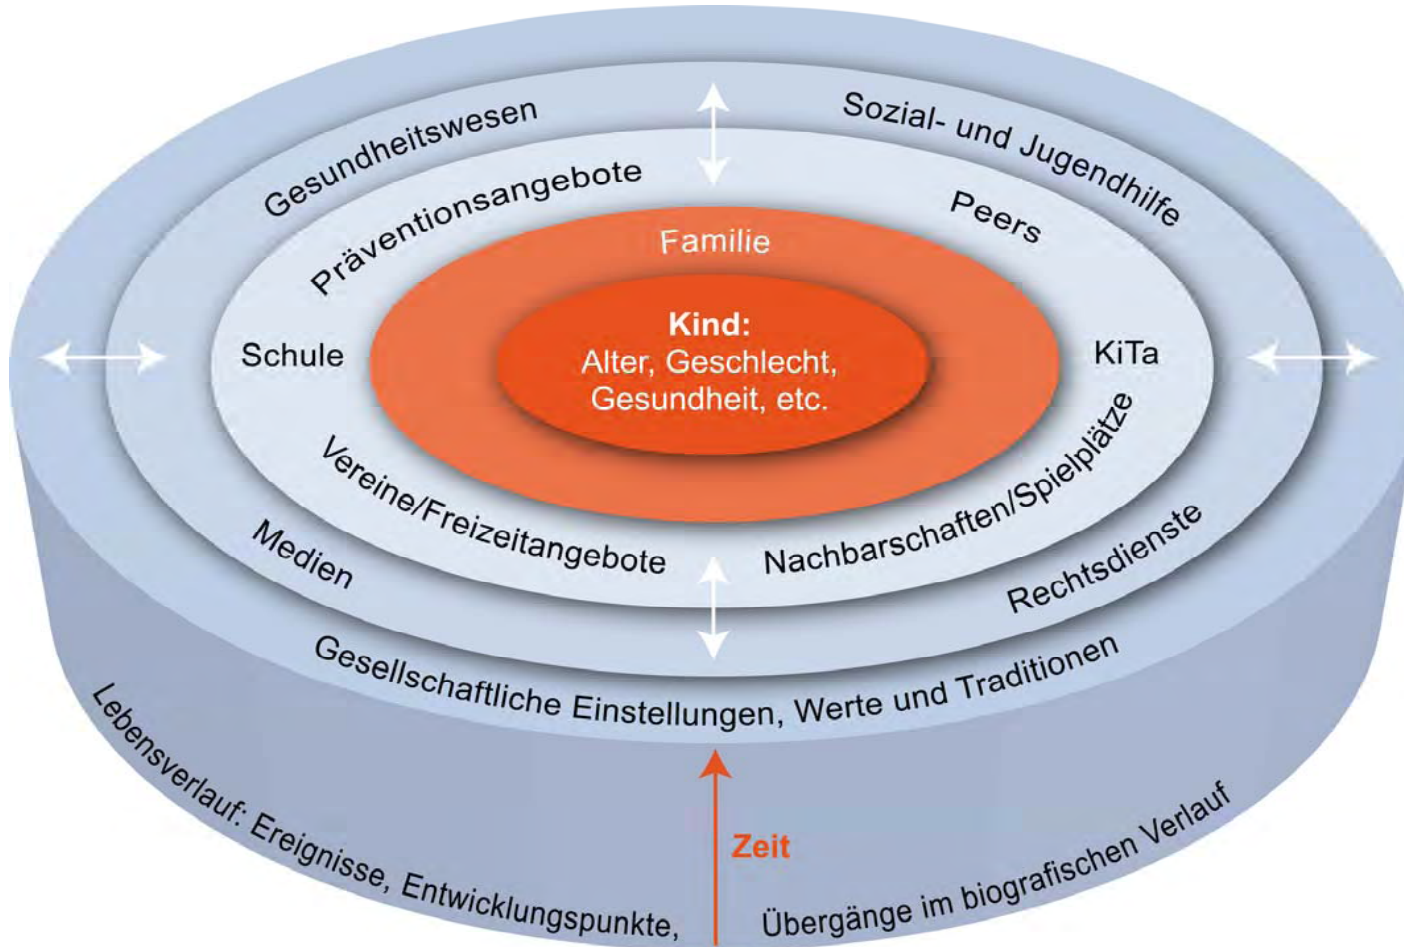 Gesundheitswesen
Sozial- und Jugendhilfe
Präventionsangebote
Peers
Familie
Kind:
Alter, Geschlecht,
Gesundheit, etc.
Schule
KiTa
Vereine/Freizeitangebote
Nachbarschaften/Spielplätze
Medien
Rechtsdienste
Gesellschaftliche Einstellungen, Werte und Traditionen
Zeit
Lebensverlauf: Ereignisse, Entwicklungspunkte,
Übergänge im biografischen Verlauf